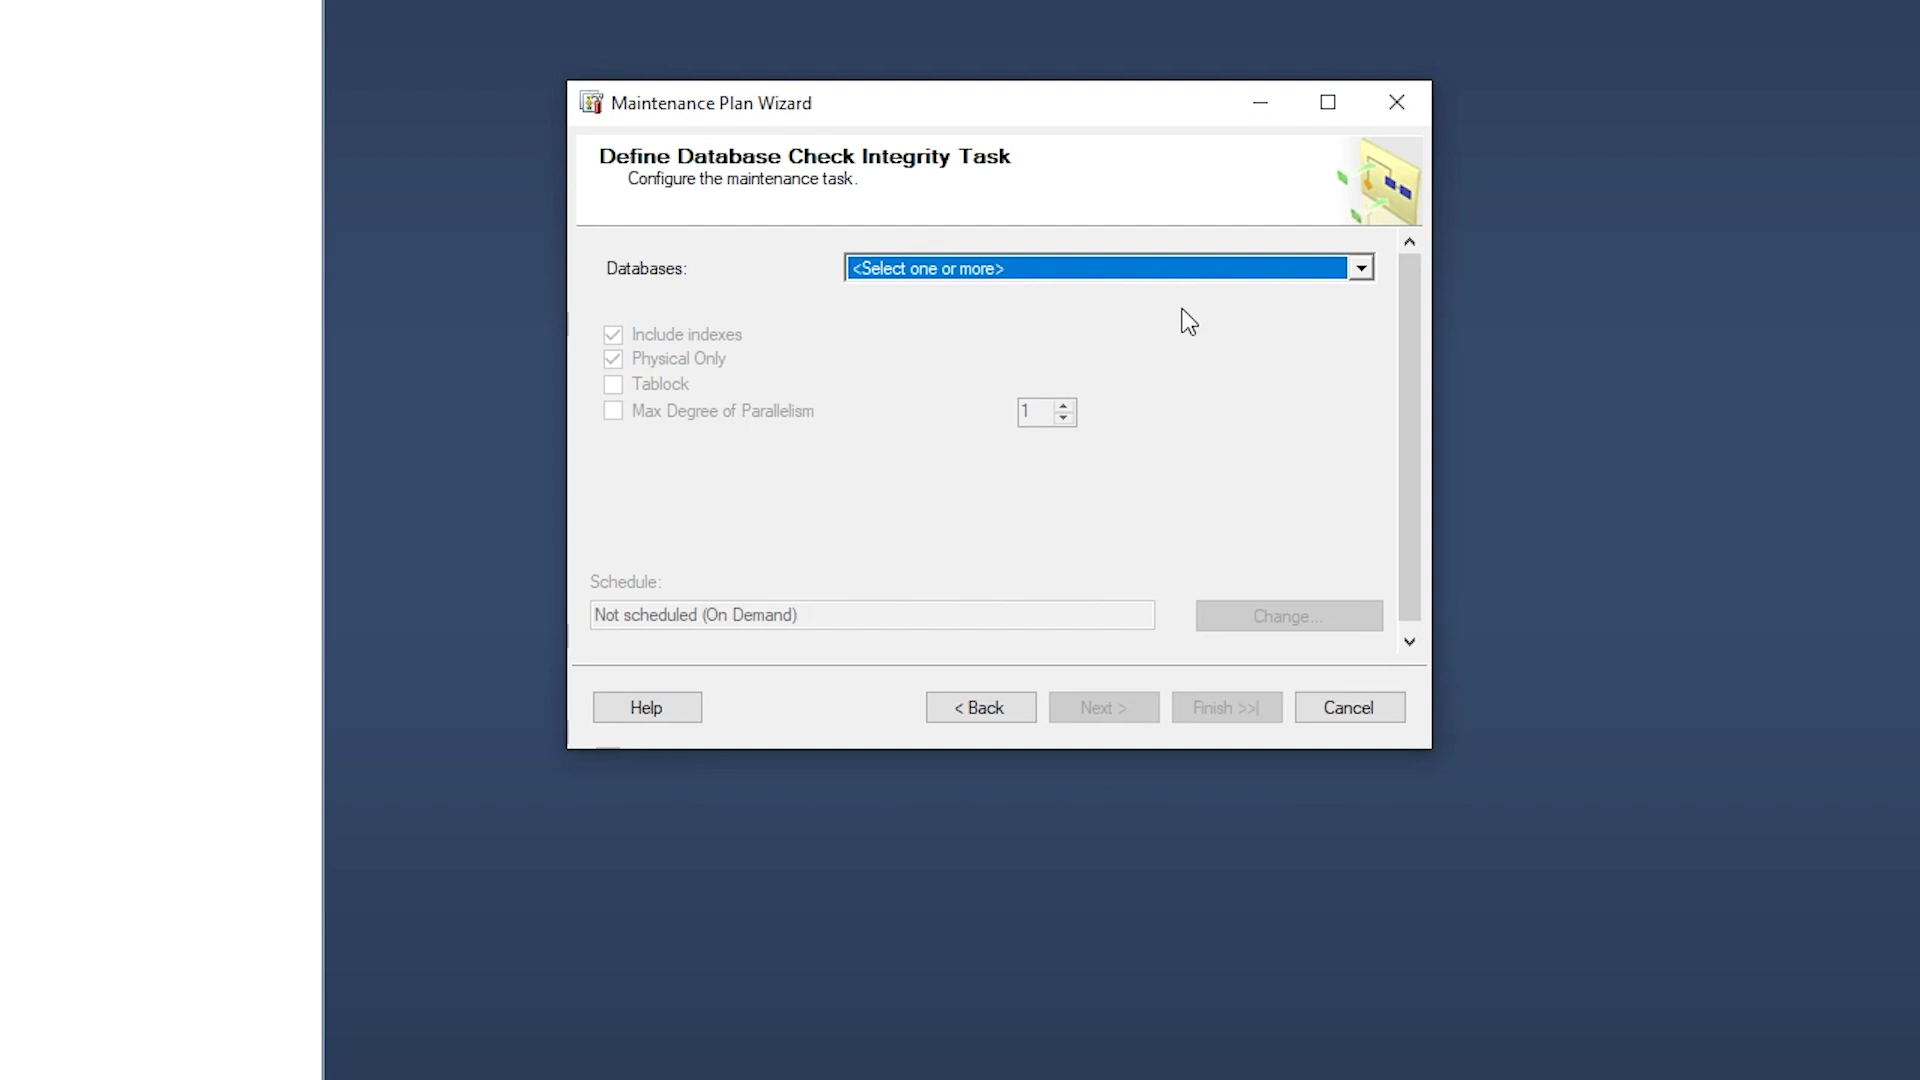 Maintenance Plan Wizard
Define Database Check Integrity Task
Configure the maintenance task.
Databases:
<Select one or more>
Include indexes
Physical Only
Tablock
Max Degree of Parallelism
1
Schedule:
Not scheduled (On Demand)
Change...
Help
< Back
Next >
Finish >>|
Cancel